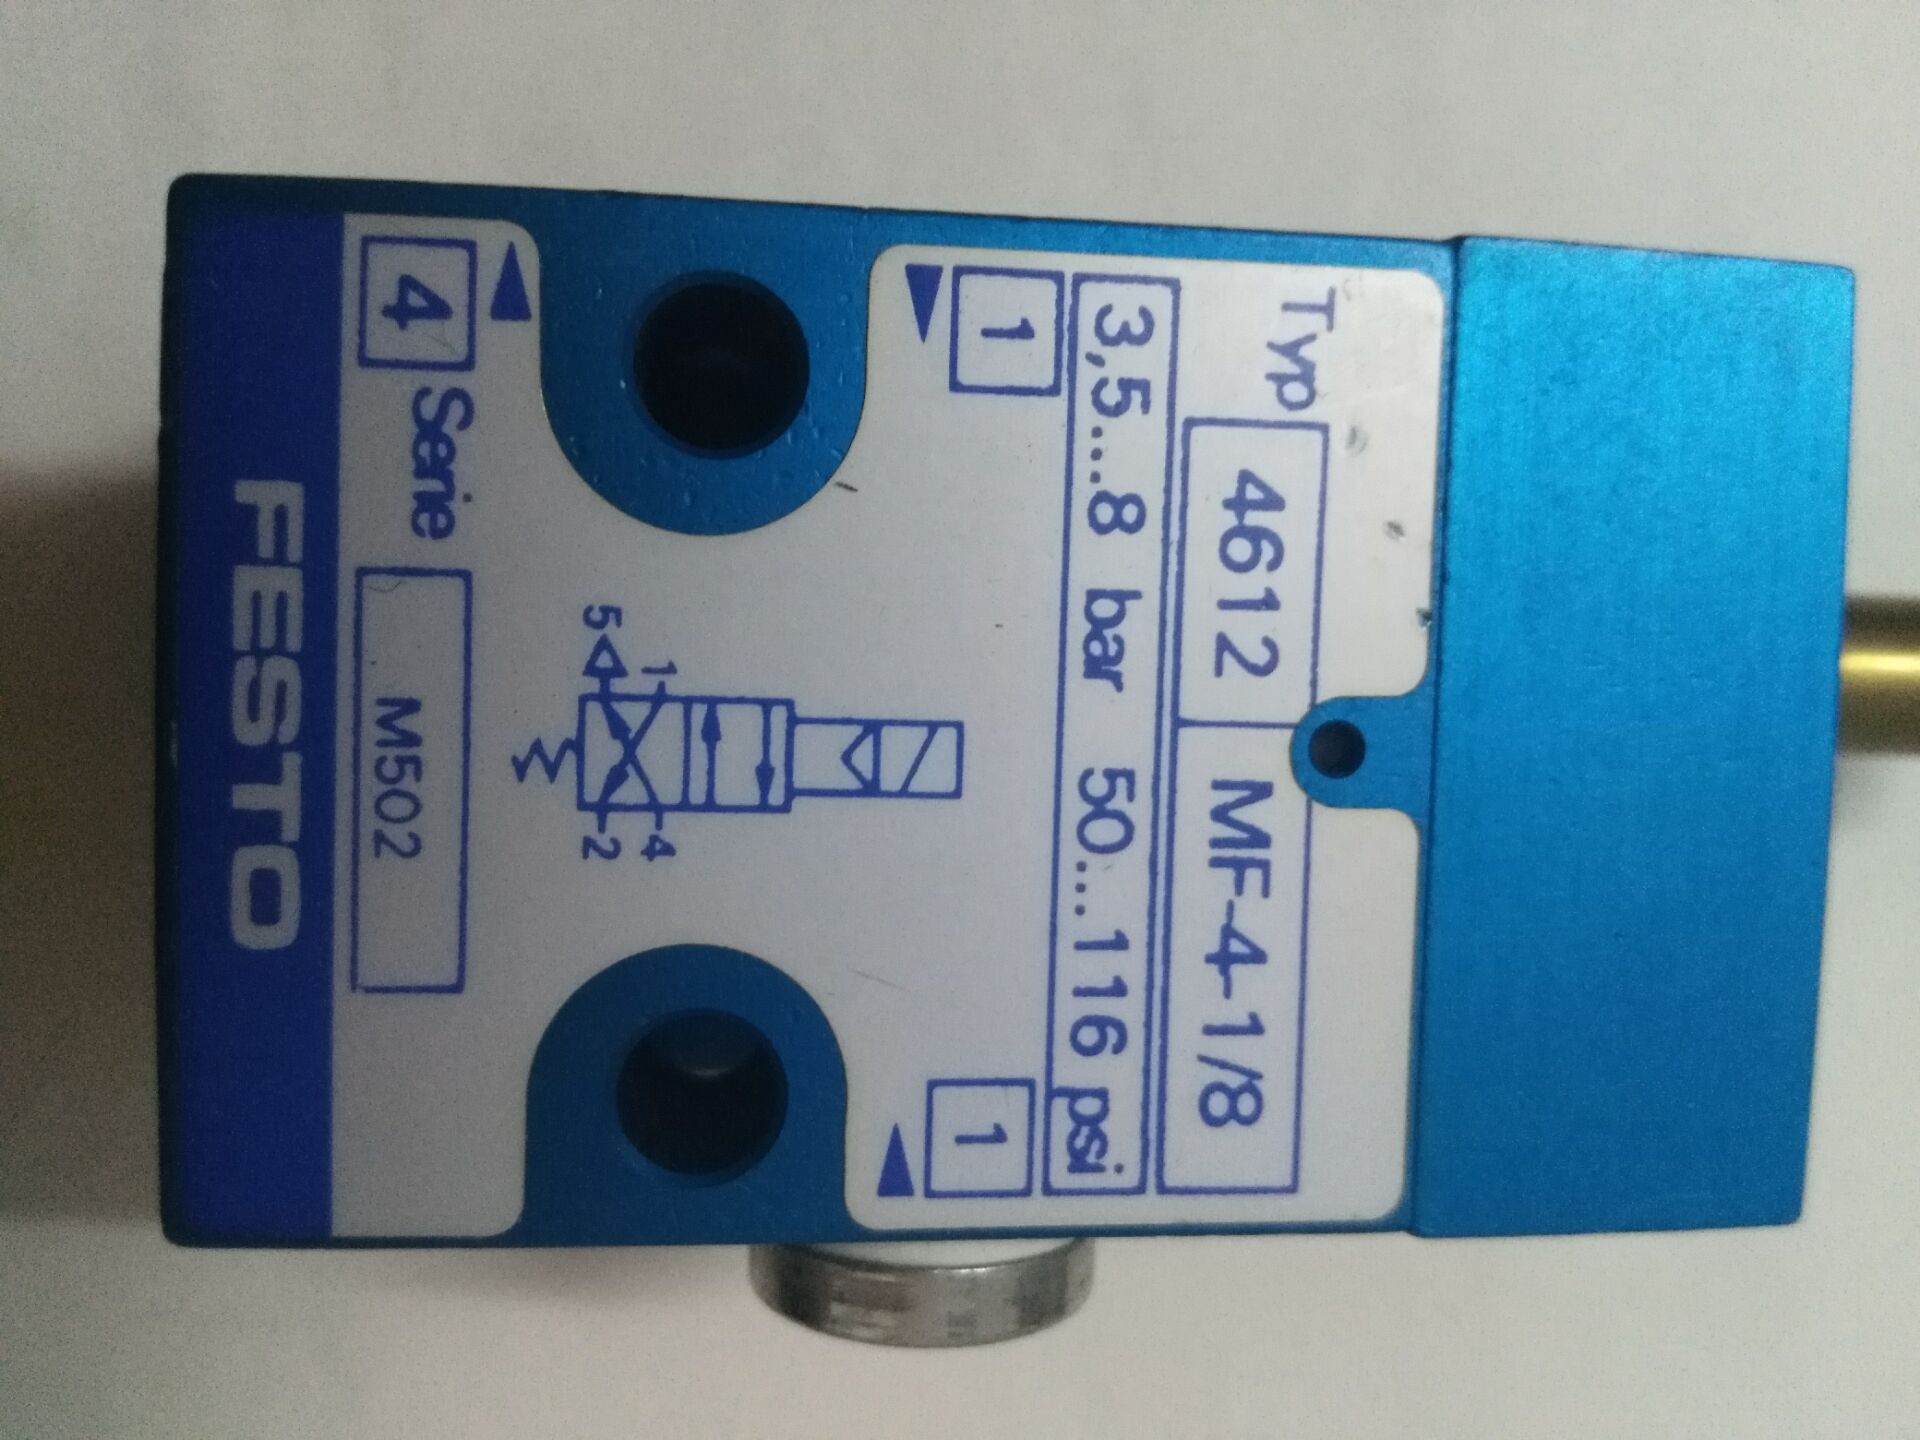 Typ 4612 MF-4-1/8
3,5...8 bar 50...116 psi
1 1
1 4
5 2
4 Serie M502
FESTO